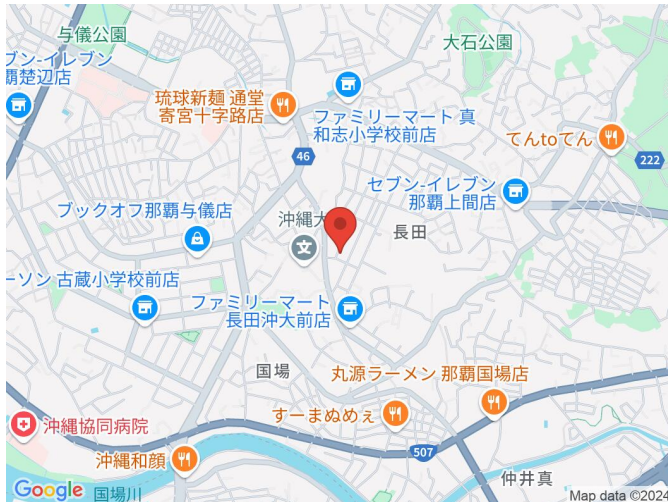 与儀公園
ブン-イレブン
覇楚辺店
大石公園
琉球新麺 通堂
寄宮十字路店
ファミリーマート 真
和志小学校前店
てんtoてん
46
222
セブン-イレブン
那覇上間店
ブックオフ那覇与儀店
沖縄大
長田
ーソン 古蔵小学校前店
ファミリーマート
長田沖大前店
国場
丸源ラーメン 那覇国場店
すーまぬめぇ
沖縄協同病院
沖縄和顔
507
仲井真
国場川
Google
Map data ©2024